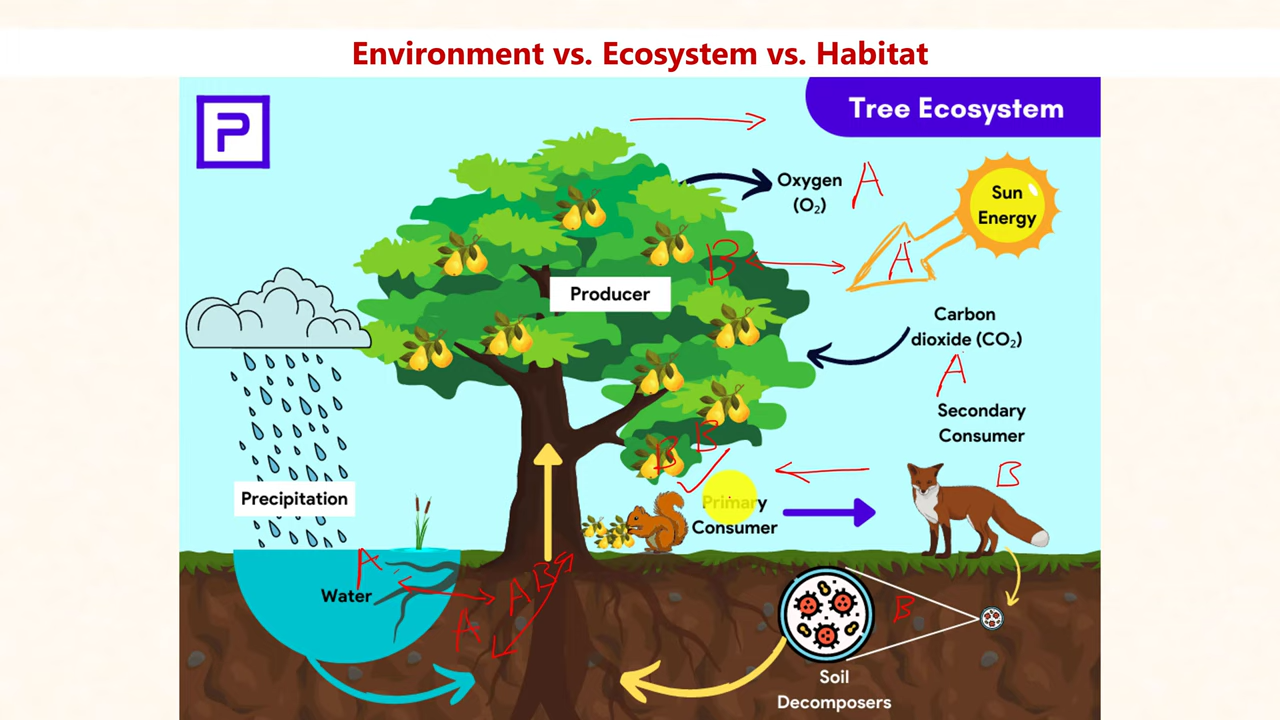 Environment vs. Ecosystem vs. Habitat
P
Tree Ecosystem
Oxygen
(O₂)
A
Sun
Energy
A
B
Producer
Carbon
dioxide (CO₂)
A
Secondary
Consumer
B
B
B
Precipitation
Primary
Consumer
A
Water
A
B
A
B
Soil
Decomposers